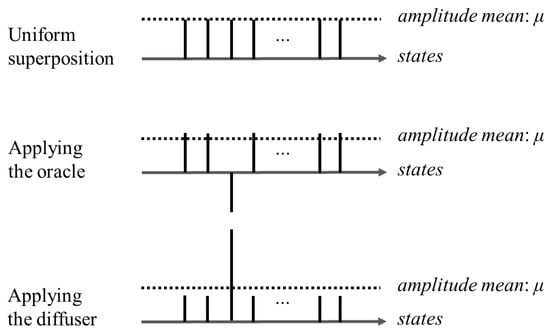 Uniform
superposition
amplitude mean: μ
...
states
Applying
the oracle
amplitude mean: μ
...
states
Applying
the diffuser
amplitude mean: μ
...
states